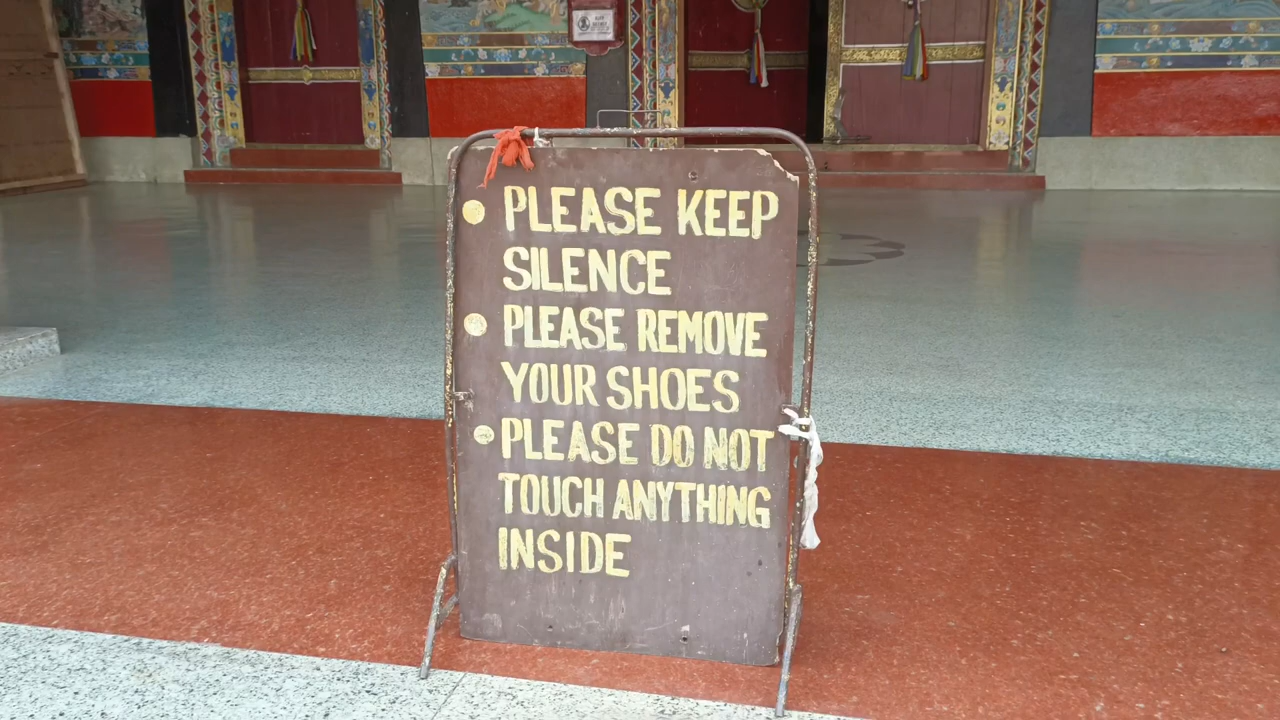 PLEASE KEEP
SILENCE
PLEASE REMOVE
YOUR SHOES
PLEASE DO NOT
TOUCH ANYTHING
INSIDE